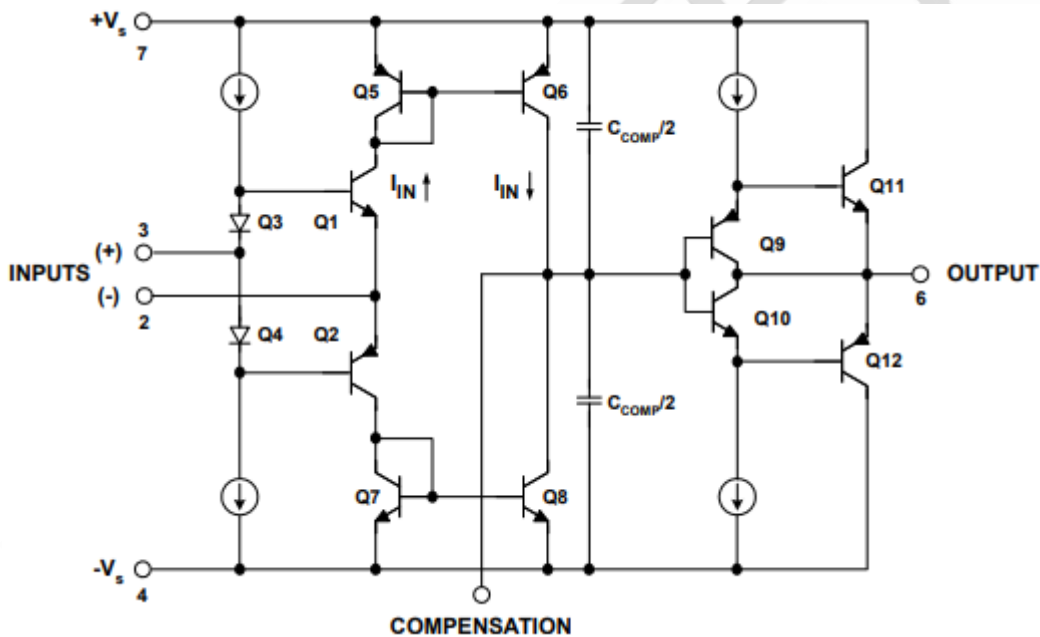 +Vs
7
Q5
Q6
CCOMP/2
Q11
IIN
IIN
3
Q3
Q1
(+)
Q9
INPUTS
OUTPUT
(-)
6
2
Q10
Q4
Q2
Q12
CCOMP/2
Q7
Q8
-Vs
4
COMPENSATION